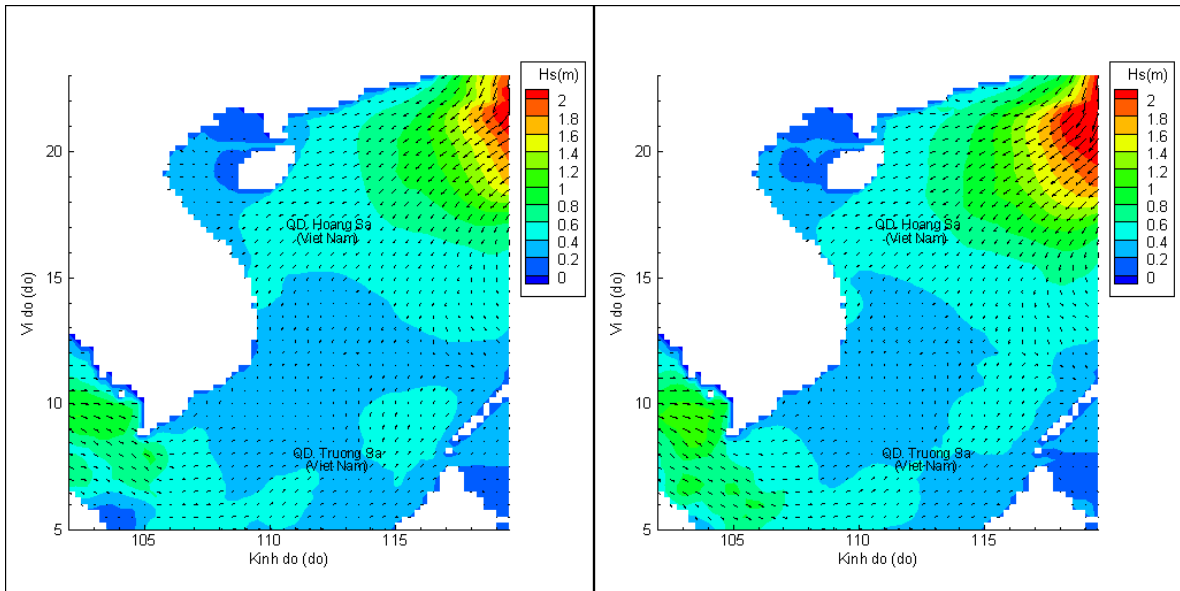 Hs(m)
2
1.8
1.6
1.4
1.2
1
0.8
0.6
0.4
0.2
0
20
15
10
5
Vi do (do)
QD. Hoang Sa
(Viet Nam)
QD. Truong Sa
(Viet Nam)
105
110
115
Kinh do (do)
Hs(m)
2
1.8
1.6
1.4
1.2
1
0.8
0.6
0.4
0.2
0
20
15
10
5
Vi do (do)
QD. Hoang Sa
(Viet Nam)
QD. Truong Sa
(Viet Nam)
105
110
115
Kinh do (do)